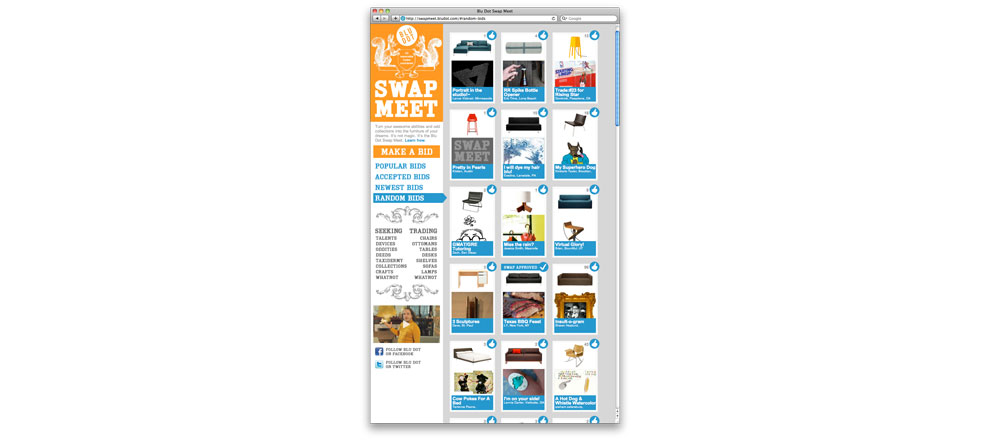 Blu Dot Swap Meet
http://swapmeet.bludot.com/#random-bids
Google
BLU
DOT
SWAP
MEET
Turn your awesome abilities and odd
collections into the furniture of your
dreams. It's not magic. It's the Blu
Dot Swap Meet. Learn how.
MAKE A BID
POPULAR BIDS
ACCEPTED BIDS
NEWEST BIDS
RANDOM BIDS
SEEKING TRADING
TALENTS CHAIRS
DEVICES OTTOMANS
ODDITIES TABLES
DEEDS DESKS
TAXIDERMY SHELVES
COLLECTIONS SOFAS
CRAFTS LAMPS
WHATNOT WHATNOT
FOLLOW BLU DOT
ON FACEBOOK
FOLLOW BLU DOT
ON TWITTER
Portrait in the
studio!~
RR Spike Bottle
Opener
Trade:623 for
Rising Star
SWAP
MEET
Pretty in Pearls
I will dye my hair
blu!
My Superhero Dog
OMATIGRE
Tutoring
Miss the rain?
Virtual Glory!
3 Sculptures
SWAP APPROVED
Texas BBQ Feast
Insult-o-gram
Cow Pokes For A
Bed
I'm on your side!
A Hot Dog &
Whistle Watercolor